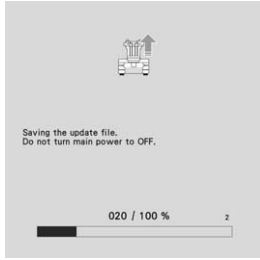 Saving the update file.
Do not turn main power to OFF.
020 / 100 %
2